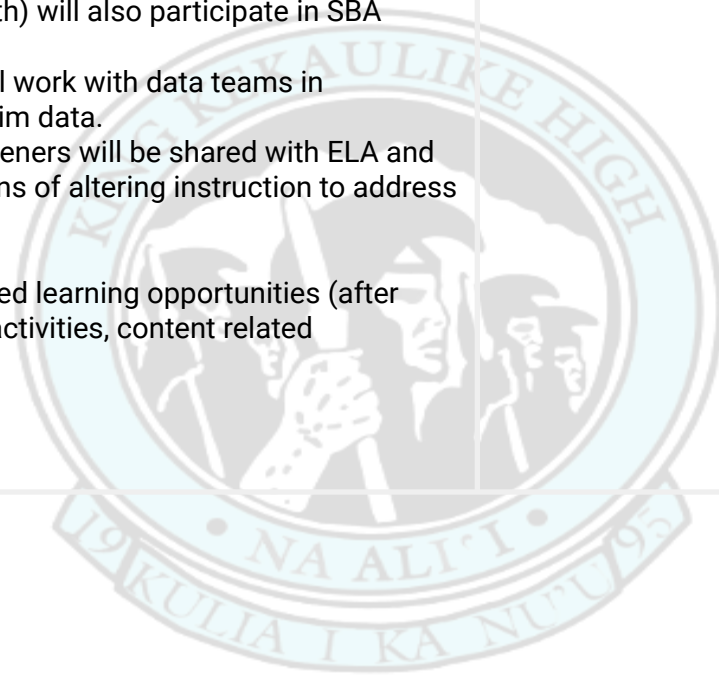 th) will also participate in SBA
l work with data teams in
im data.
eners will be shared with ELA and
ns of altering instruction to address
ed learning opportunities (after
activities, content related
KING KEKAULIKE HIGH
• NA ALI'I •
19 KULIA I KA NU'U 95